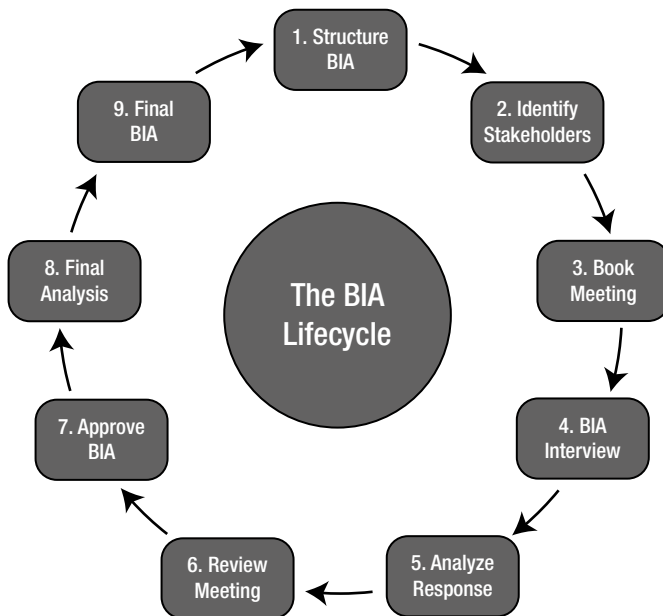 1. Structure
BIA
2. Identify
Stakeholders
3. Book
Meeting
4. BIA
Interview
5. Analyze
Response
6. Review
Meeting
7. Approve
BIA
8. Final
Analysis
9. Final
BIA
The BIA
Lifecycle